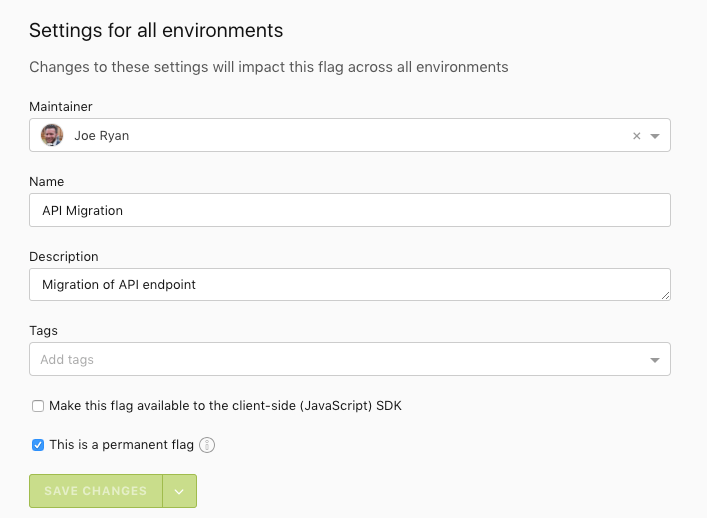 Settings for all environments
Changes to these settings will impact this flag across all environments
Maintainer
Joe Ryan
Name
API Migration
Description
Migration of API endpoint
Tags
Add tags
Make this flag available to the client-side (JavaScript) SDK
This is a permanent flag
SAVE CHANGES